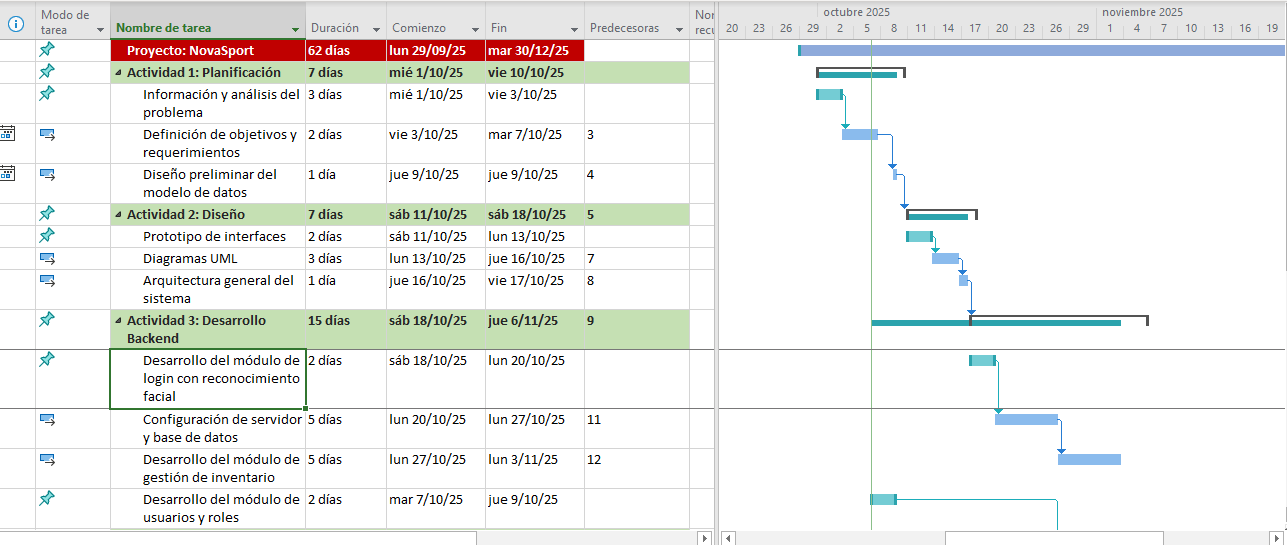 Modo de tarea Nombre de tarea Duración Comienzo Fin Predecesoras Nor recu
octubre 2025 noviembre 2025
20 23 26 29 2 5 8 11 14 17 20 23 26 29 1 4 7 10 13 16 19
Proyecto: NovaSport 62 días lun 29/09/25 mar 30/12/25
Actividad 1: Planificación 7 días mié 1/10/25 vie 10/10/25
Información y análisis del 3 días mié 1/10/25 vie 3/10/25
problema
Definición de objetivos y 2 días vie 3/10/25 mar 7/10/25 3
requerimientos
Diseño preliminar del 1 día jue 9/10/25 jue 9/10/25 4
modelo de datos
Actividad 2: Diseño 7 días sáb 11/10/25 sáb 18/10/25 5
Prototipo de interfaces 2 días sáb 11/10/25 lun 13/10/25
Diagramas UML 3 días lun 13/10/25 jue 16/10/25 7
Arquitectura general del 1 día jue 16/10/25 vie 17/10/25 8
sistema
Actividad 3: Desarrollo 15 días sáb 18/10/25 jue 6/11/25 9
Backend
Desarrollo del módulo de 2 días sáb 18/10/25 lun 20/10/25
login con reconocimiento
facial
Configuración de servidor 5 días lun 20/10/25 lun 27/10/25 11
y base de datos
Desarrollo del módulo de 5 días lun 27/10/25 lun 3/11/25 12
gestión de inventario
Desarrollo del módulo de 2 días mar 7/10/25 jue 9/10/25
usuarios y roles